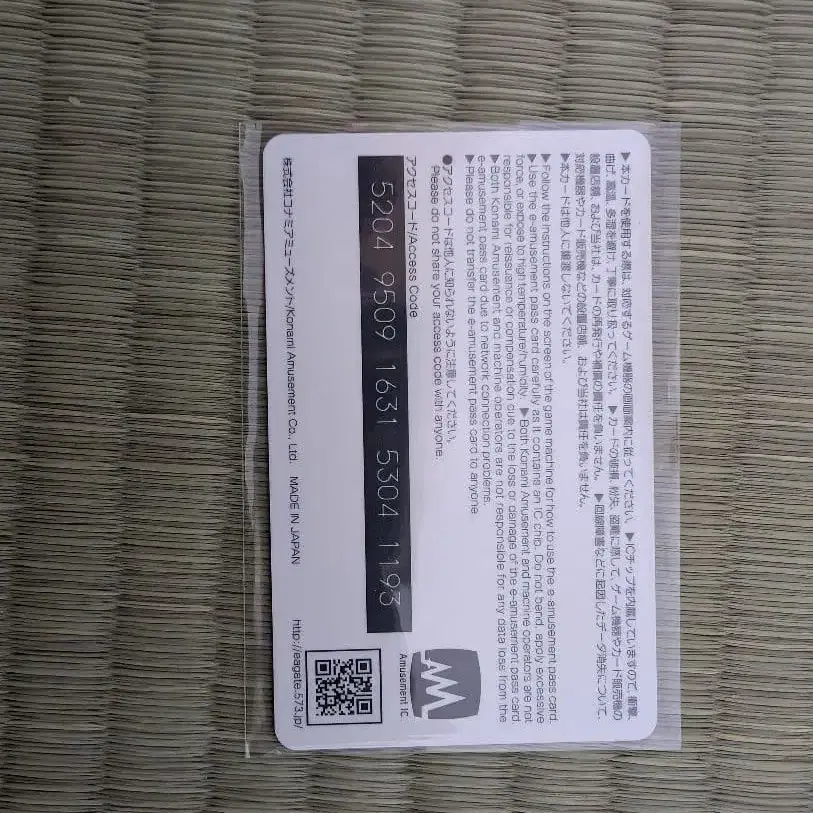 ▶本カードを使用する際は、対応するゲーム機器の画面案内に従ってください。 ▶ICチップを内蔵していますので、衝撃、
曲げ、高温、多湿を避け、丁寧に取り扱ってください。 ▶カードの破損、紛失、盗難に際して、ゲーム機器やカード販売機の
設置店舗、および当社は、カードの再発行や補償の責任を負いません。 ▶回線障害などに起因したデータ消失について、
対応機器やカード販売機などの設置店舗、および当社は責任を負いません。
▶本カードは他人に譲渡しないでください。
▶Follow the instructions on the screen of the game machine for how to use the e-amusement pass card.
▶Use the e-amusement pass card carefully as it contains an IC chip. Do not bend, apply excessive
force, or expose to high temperature/humidity. ▶Both Konami Amusement and machine operators are not
responsible for reissuance or compensation due to the loss or damage of the e-amusement pass card.
▶Both Konami Amusement and machine operators are not responsible for any data loss from the
e-amusement pass card due to network connection problems.
▶Please do not transfer the e-amusement pass card to anyone.
●アクセスコードは他人に知られないように注意してください。
Please do not share your access code with anyone.
アクセスコード/Access Code
5204 9509 1631 5304 1193
Amusement IC
株式会社コナミアミューズメント/Konami Amusement Co., Ltd. MADE IN JAPAN
http://eagate.573.jp/